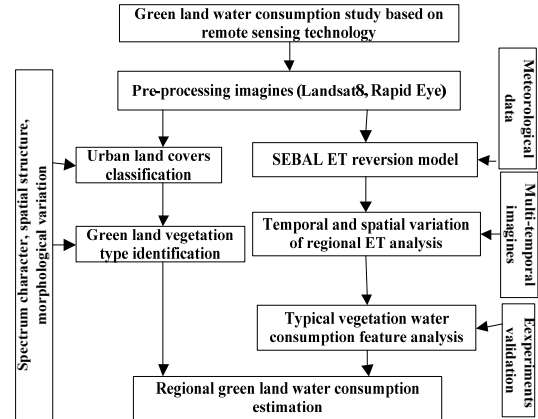 Green land water consumption study based on
remote sensing technology
Pre-processing imagines (Landsat8, Rapid Eye)
Urban land covers
classification
SEBAL ET reversion model
Green land vegetation
type identification
Temporal and spatial variation
of regional ET analysis
Typical vegetation water
consumption feature analysis
Regional green land water consumption
estimation
Spectrum character, spatial structure,
morphological variation
Meteorological
data
Multi-temporal
imagines
Eexperiments
validation